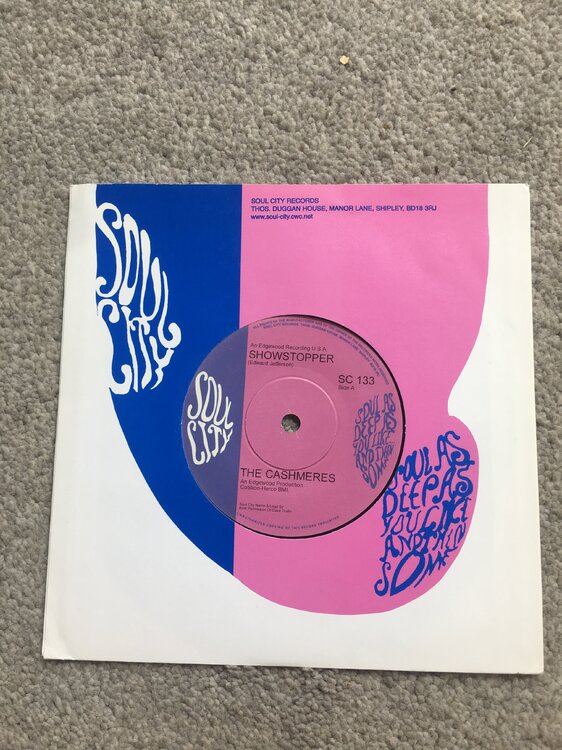 SOUL CITY RECORDS
THOS. DUGGAN HOUSE, MANOR LANE, SHIPLEY, BD18 3RJ
www.soul-city.cwc.net
SOUL
CITY
An Edgewood Recording U.S.A
SHOWSTOPPER
(Edward Jefferson)
SC 133
Side A
SOUL
CITY
SOUL AS
DEEP AS
YOU LIKE
AND THEN
SOME
THE CASHMERES
An Edgewood Production
SOUL AS
DEEP AS
YOU LIKE
AND THEN
SOME